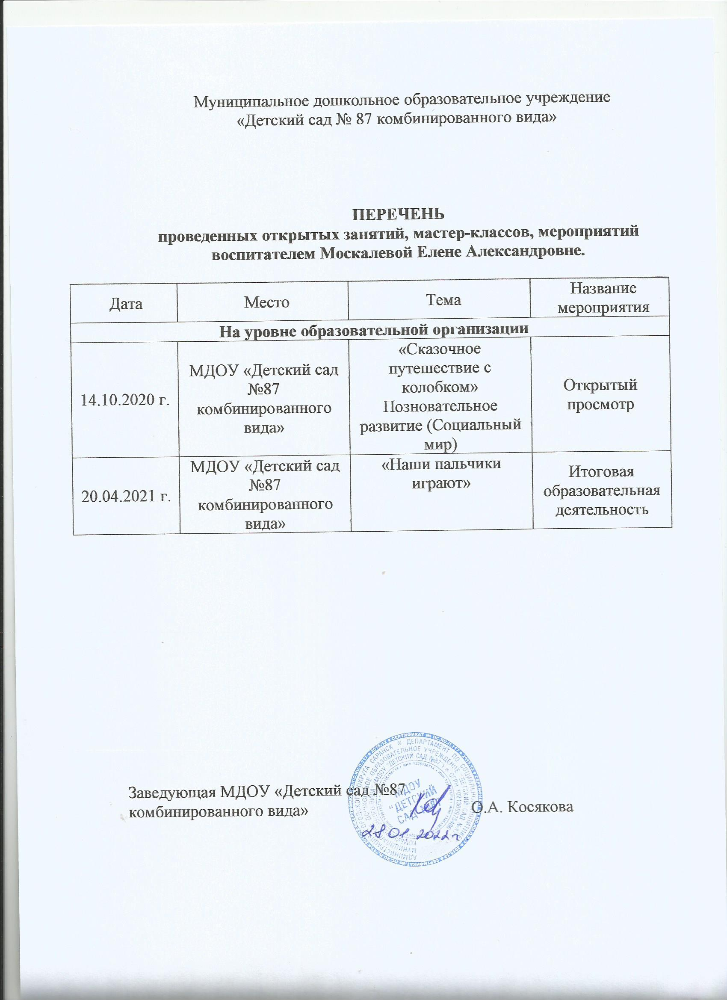 Муниципальное дошкольное образовательное учреждение
«Детский сад № 87 комбинированного вида»
ПЕРЕЧЕНЬ
проведенных открытых занятий, мастер-классов, мероприятий
воспитателем Москалевой Елене Александровне.
Дата
Место
Тема
Название
мероприятия
На уровне образовательной организации
14.10.2020 г.
МДОУ «Детский сад
№87
комбинированного
вида»
«Сказочное
путешествие с
колобком»
Позновательное
развитие (Социальный
мир)
Открытый
просмотр
20.04.2021 г.
МДОУ «Детский сад
№87
комбинированного
вида»
«Наши пальчики
играют»
Итоговая
образовательная
деятельность
Заведующая МДОУ «Детский сад №87
комбинированного вида»
О.А. Косякова
МДОУ
"ДЕТСКИЙ
САД №87"
28 01. 2022 г